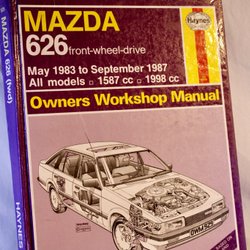 MAZDA
626 front-wheel-drive
Haynes
May 1983 to September 1987
All models □ 1587 cc □ 1998 cc
Owners Workshop Manual
MAZDA 626 (fwd)
HAYNES